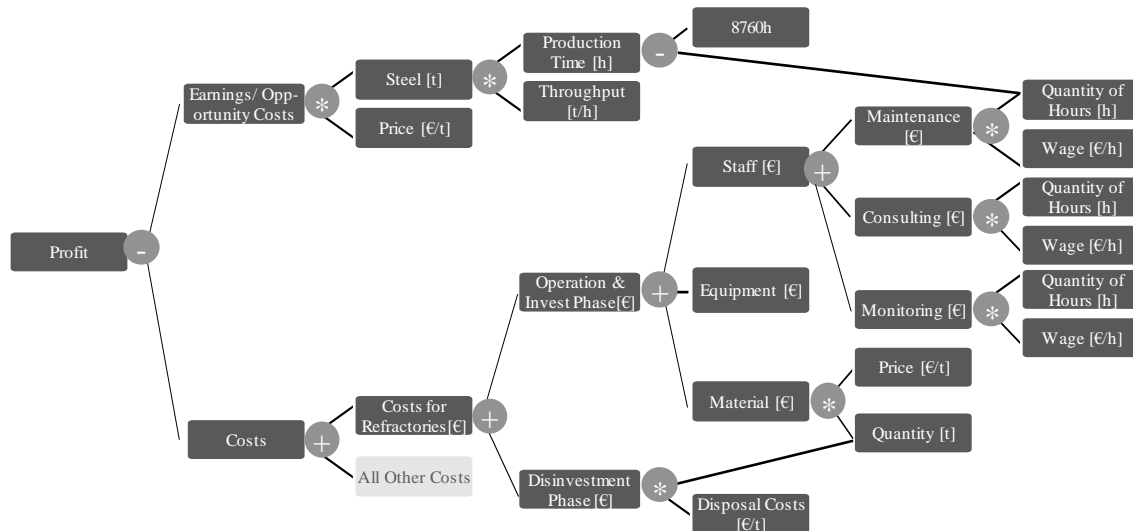 8760h
Production
Time [h]
-
Steel [t]
*
Throughput
[t/h]
Earnings/ Opp-
ortunity Costs
*
Price [€/t]
Quantity of
Hours [h]
Maintenance
[€]
*
Wage [€/h]
Staff [€]
+
Quantity of
Hours [h]
Consulting [€]
*
Wage [€/h]
Profit
-
Operation &
Invest Phase[€]
+
Equipment [€]
Quantity of
Hours [h]
Monitoring [€]
*
Wage [€/h]
Price [€/t]
Material [€]
*
Quantity [t]
Costs
+
Costs for
Refractories[€]
+
All Other Costs
Disinvestment
Phase [€]
*
Disposal Costs
[€/t]